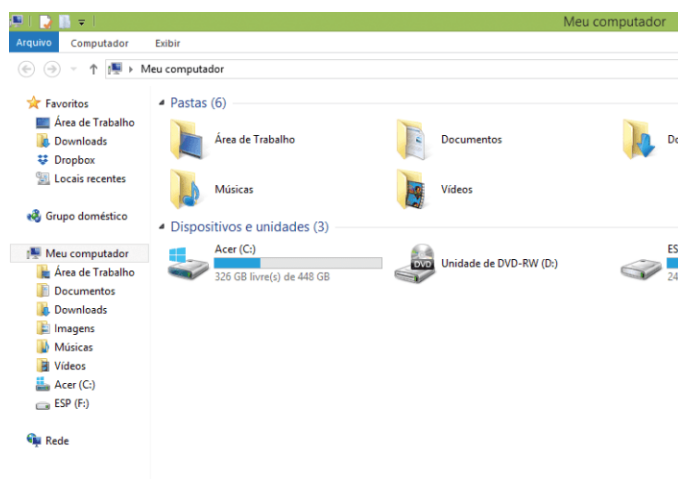 Meu computador
Arquivo Computador Exibir
Meu computador
Favoritos
Área de Trabalho
Downloads
Dropbox
Locais recentes
Grupo doméstico
Meu computador
Área de Trabalho
Documentos
Downloads
Imagens
Músicas
Vídeos
Acer (C:)
ESP (F:)
Rede
Pastas (6)
Área de Trabalho
Documentos
Músicas
Vídeos
Dispositivos e unidades (3)
Acer (C:)
326 GB livre(s) de 448 GB
DVD
Unidade de DVD-RW (D:)
ES
24